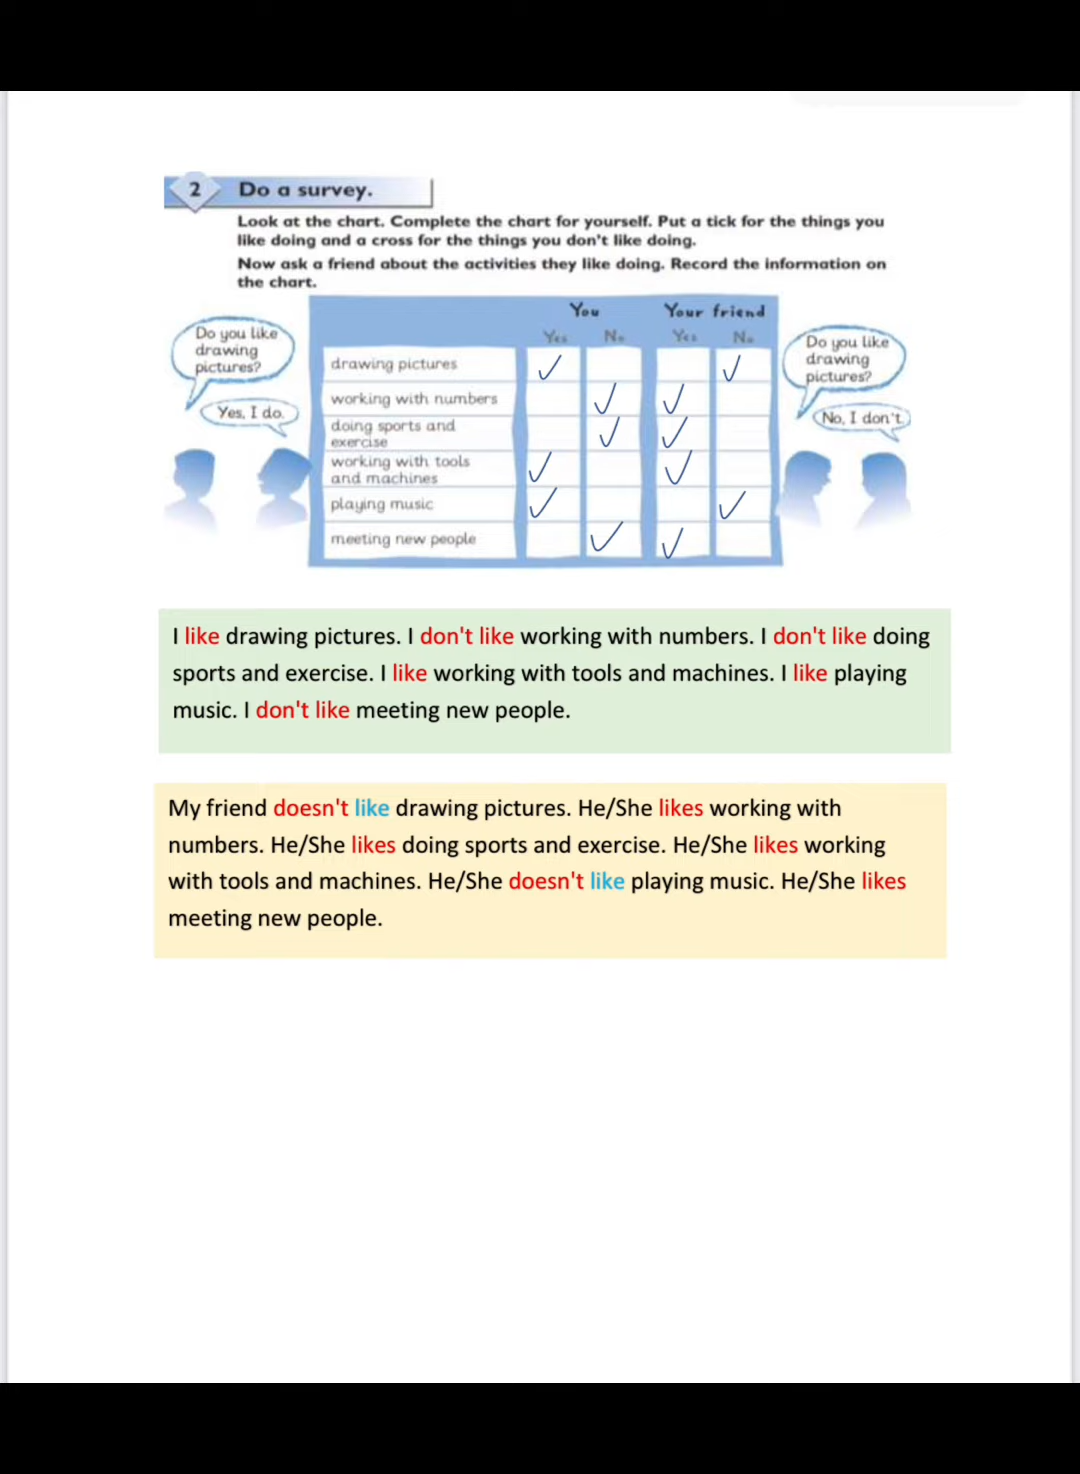 2 Do a survey.
Look at the chart. Complete the chart for yourself. Put a tick for the things you
like doing and a cross for the things you don't like doing.
Now ask a friend about the activities they like doing. Record the information on
the chart.
You Your friend
Yes No Yes No
Do you like
drawing
pictures?
Yes, I do.
drawing pictures
working with numbers
doing sports and
exercise
working with tools
and machines
playing music
meeting new people
Do you like
drawing
pictures?
No, I don't.
I like drawing pictures. I don't like working with numbers. I don't like doing
sports and exercise. I like working with tools and machines. I like playing
music. I don't like meeting new people.
My friend doesn't like drawing pictures. He/She likes working with
numbers. He/She likes doing sports and exercise. He/She likes working
with tools and machines. He/She doesn't like playing music. He/She likes
meeting new people.